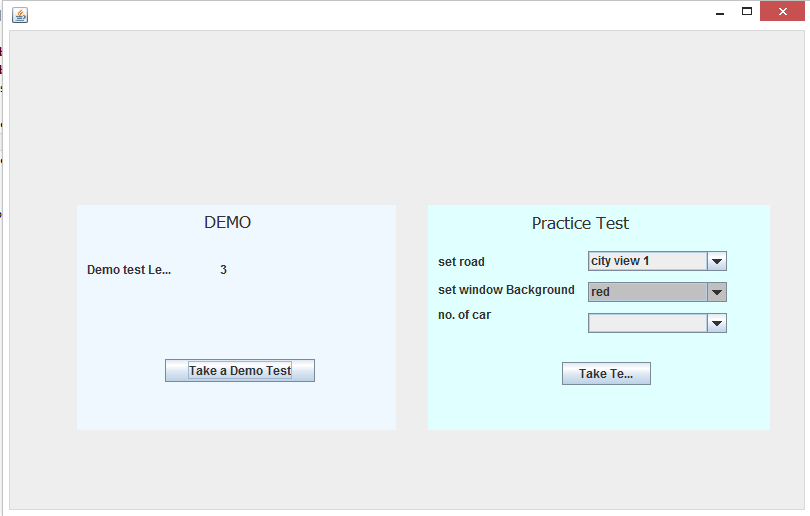 DEMO
Demo test Le... 3
Take a Demo Test
Practice Test
set road city view 1
set window Background red
no. of car
Take Te...